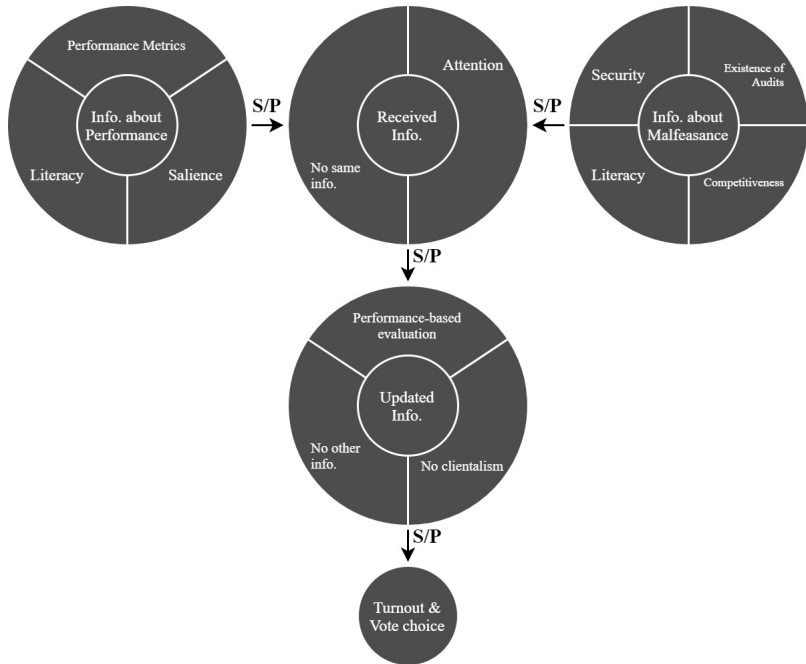 Performance Metrics
Info. about
Performance
Literacy
Salience
S/P
Attention
Received
Info.
No same
info.
S/P
Security
Existence of
Audits
Info. about
Malfeasance
Literacy
Competitiveness
S/P
Performance-based
evaluation
Updated
Info.
No other
info.
No clientalism
S/P
Turnout &
Vote choice